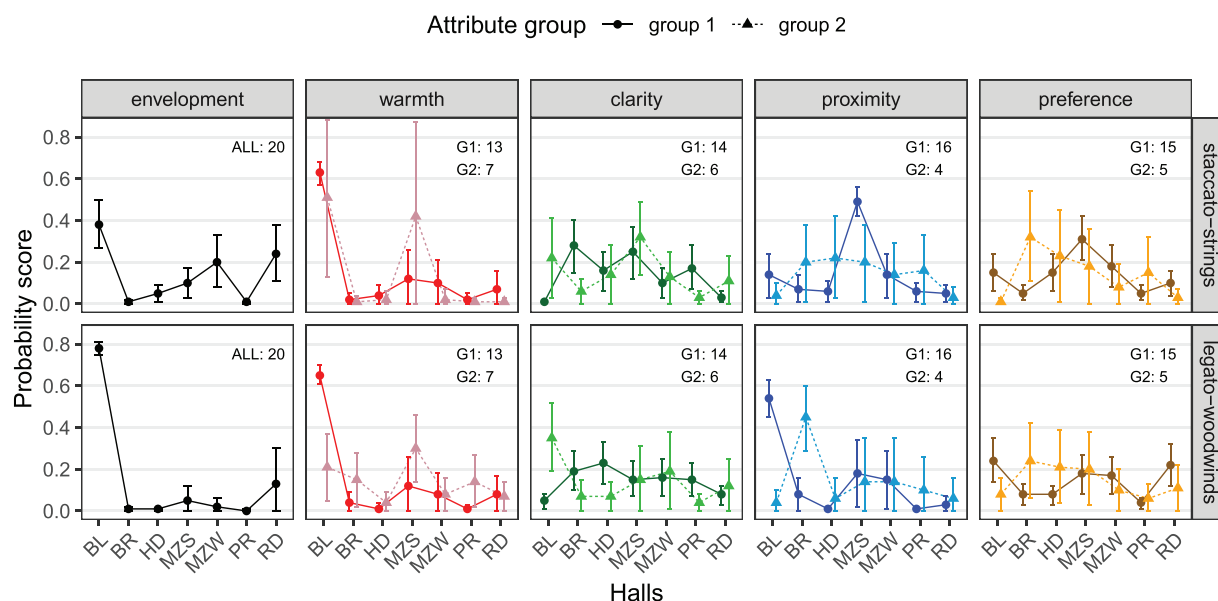 Attribute group group 1 group 2
envelopment warmth clarity proximity preference
Probability score
0.8
0.6
0.4
0.2
0.0
ALL: 20
G1: 13
G2: 7
G1: 14
G2: 6
G1: 16
G2: 4
G1: 15
G2: 5
staccato−strings
0.8
0.6
0.4
0.2
0.0
ALL: 20
G1: 13
G2: 7
G1: 14
G2: 6
G1: 16
G2: 4
G1: 15
G2: 5
legato−woodwinds
BL BR HD MZS MZW PR RD
BL BR HD MZS MZW PR RD
BL BR HD MZS MZW PR RD
BL BR HD MZS MZW PR RD
BL BR HD MZS MZW PR RD
Halls